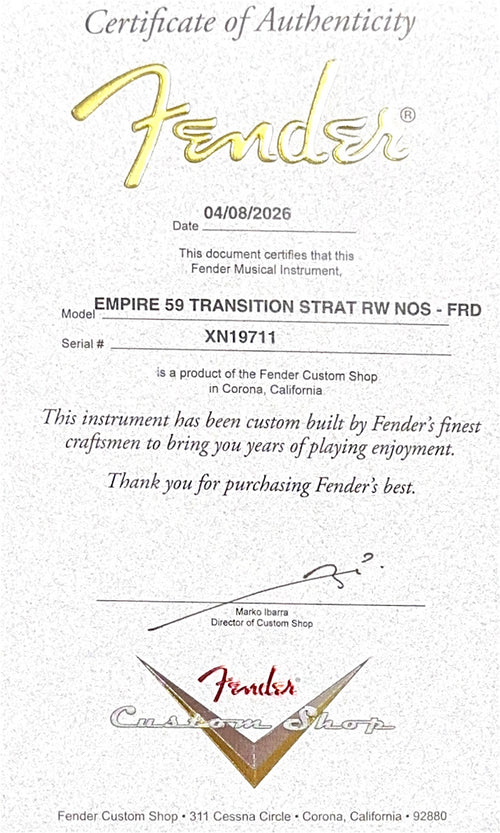 Certificate of Authenticity
Fender®
04/08/2026
Date
This document certifies that this
Fender Musical Instrument,
EMPIRE 59 TRANSITION STRAT RW NOS - FRD
Model
XN19711
Serial #
is a product of the Fender Custom Shop
in Corona, California
This instrument has been custom built by Fender's finest
craftsmen to bring you years of playing enjoyment.
Thank you for purchasing Fender's best.
Marko Ibarra
Director of Custom Shop
Fender®
Custom Shop
Fender Custom Shop • 311 Cessna Circle • Corona, California • 92880